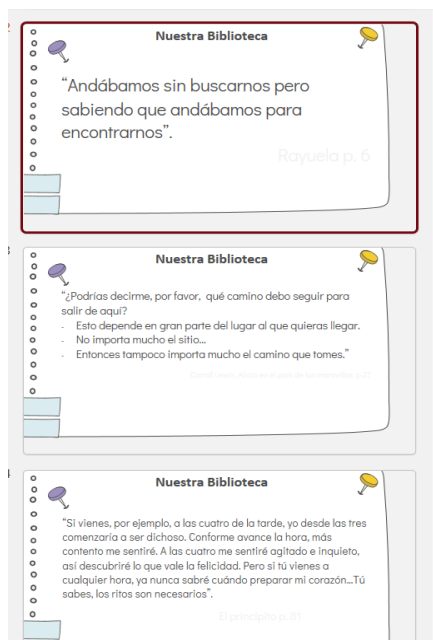 2
Nuestra Biblioteca
“Andábamos sin buscarnos pero
sabiendo que andábamos para
encontrarnos”.
Rayuela p. 6
3
Nuestra Biblioteca
“¿Podrías decirme, por favor, qué camino debo seguir para
salir de aquí?
- Esto depende en gran parte del lugar al que quieras llegar.
- No importa mucho el sitio...
- Entonces tampoco importa mucho el camino que tomes.”
4
Nuestra Biblioteca
“Si vienes, por ejemplo, a las cuatro de la tarde, yo desde las tres
comenzaría a ser dichoso. Conforme avance la hora, más
contento me sentiré. A las cuatro me sentiré agitado e inquieto,
así descubriré lo que vale la felicidad. Pero si tú vienes a
cualquier hora, ya nunca sabré cuándo preparar mi corazón...Tú
sabes, los ritos son necesarios”.
El principito p. 81